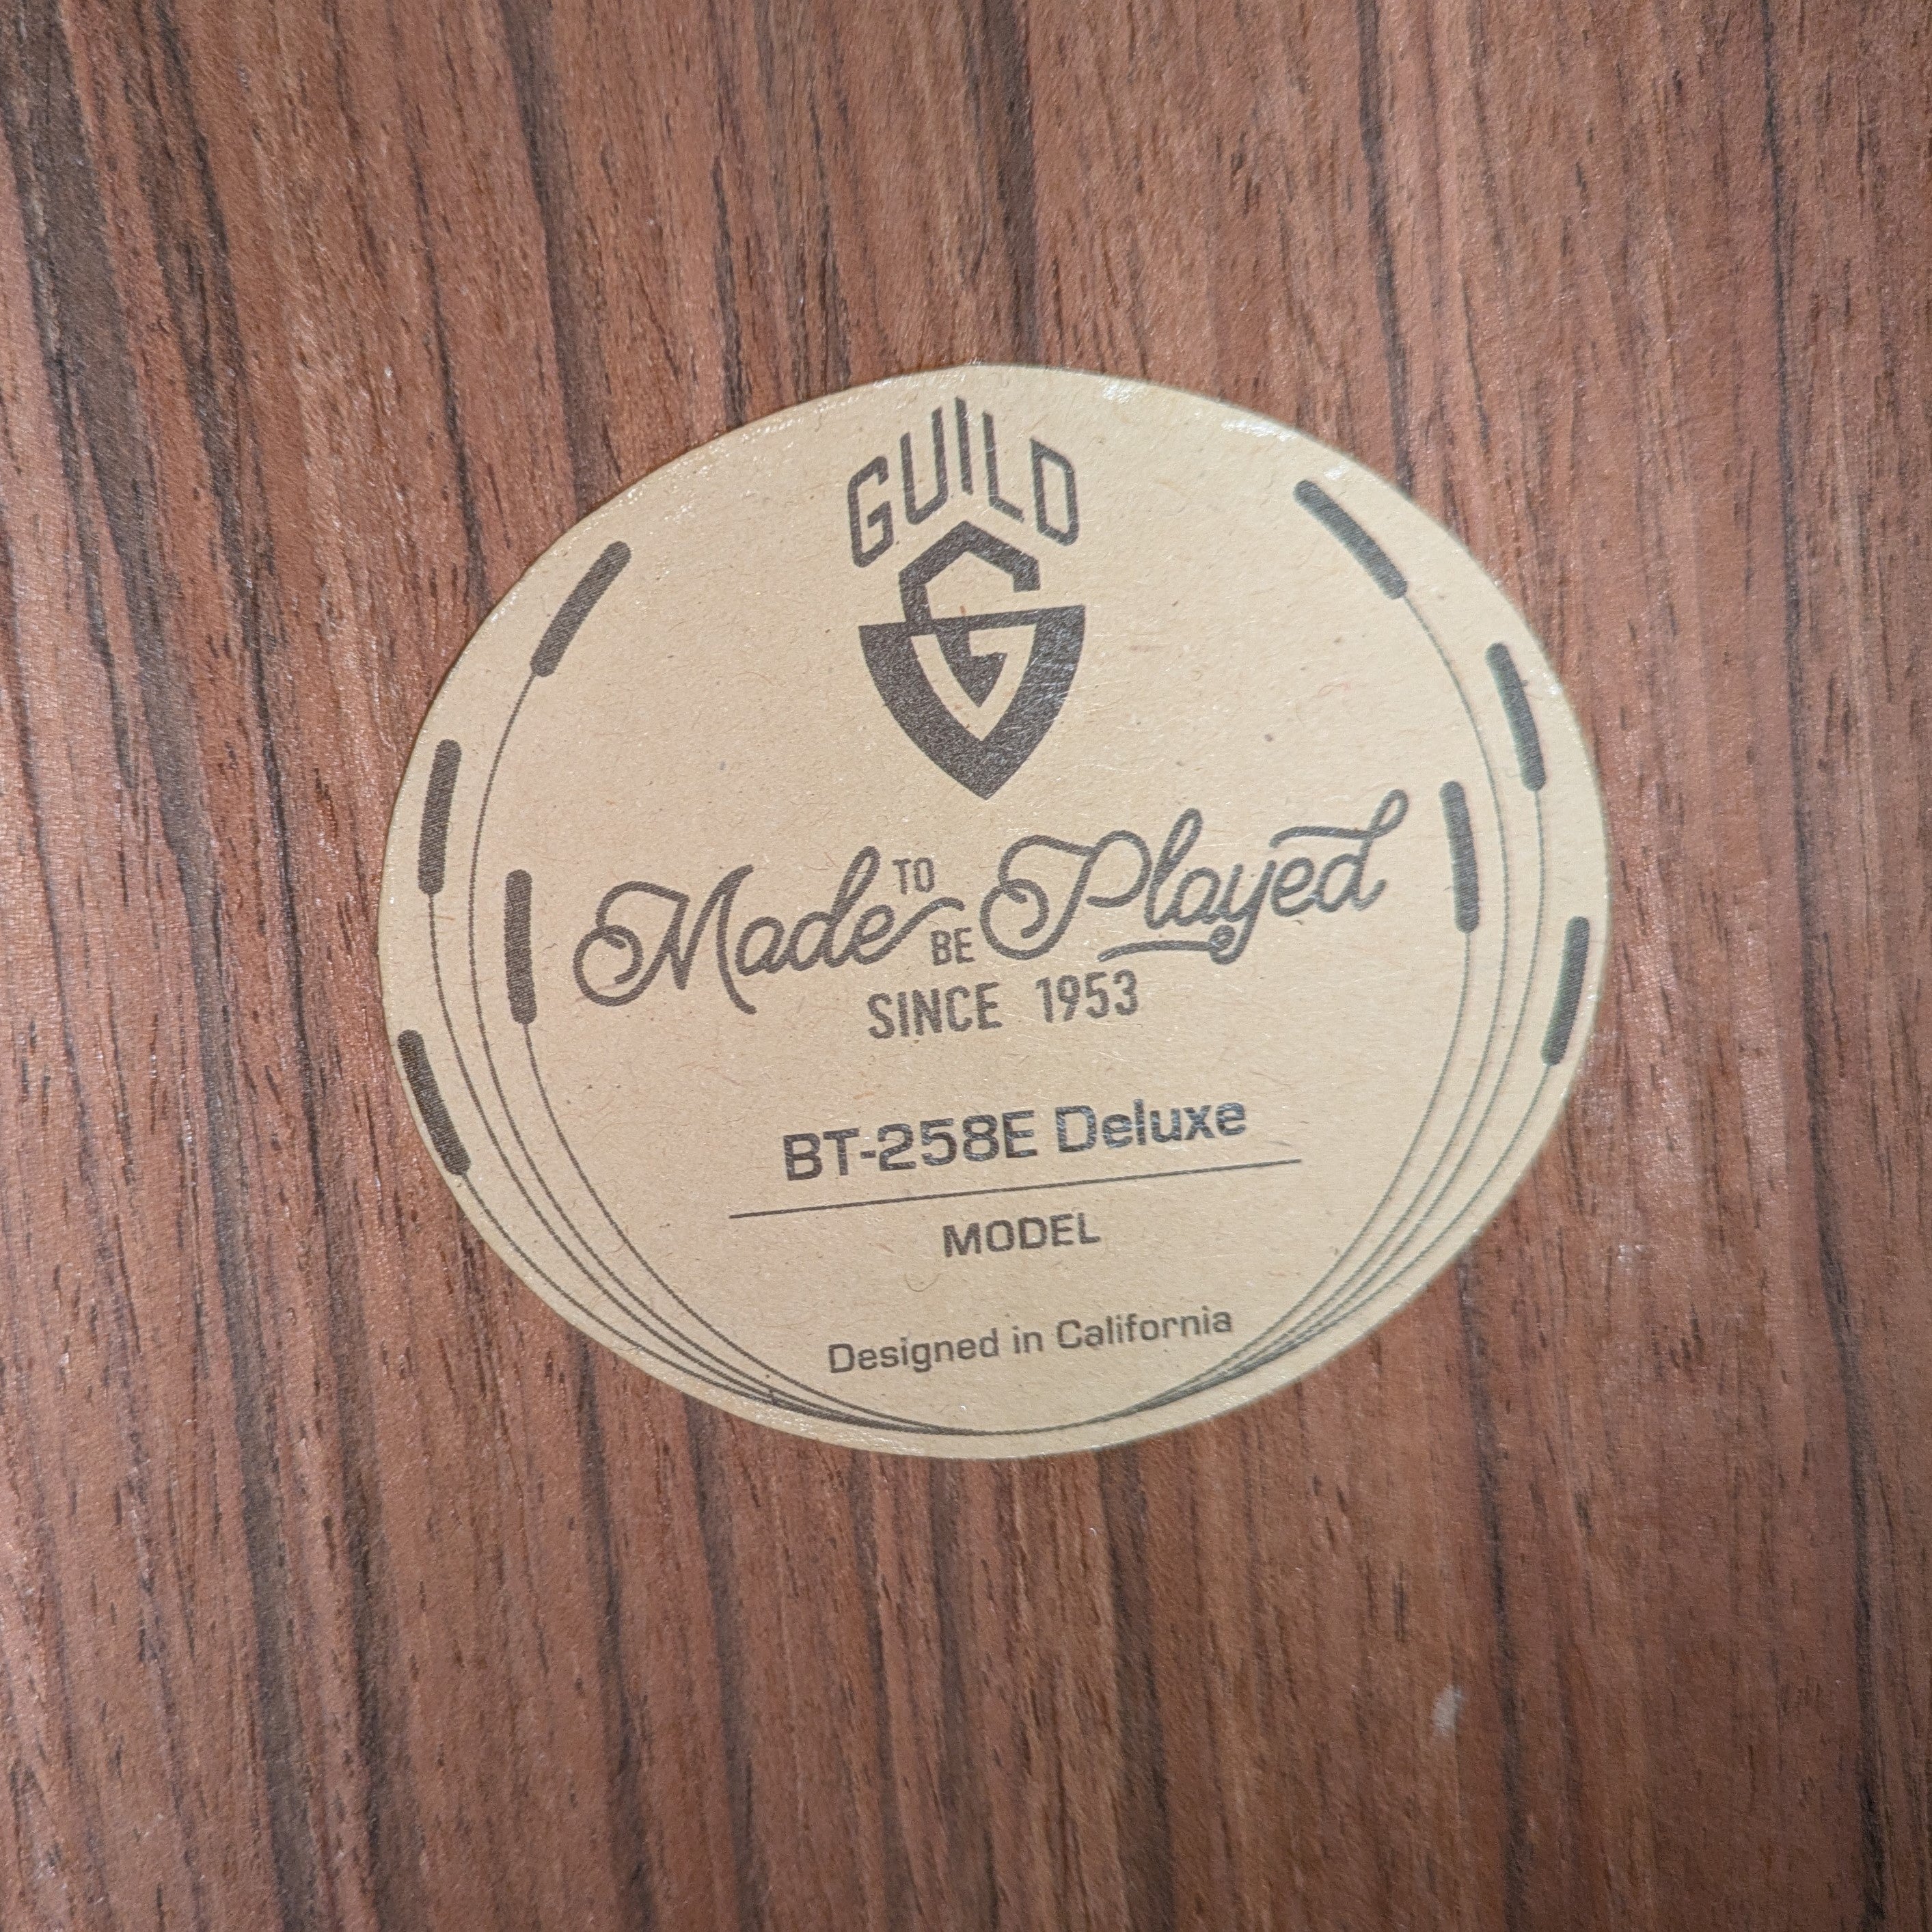 GUILD
Made TO BE Played
SINCE 1953
BT-258E Deluxe
MODEL
Designed in California